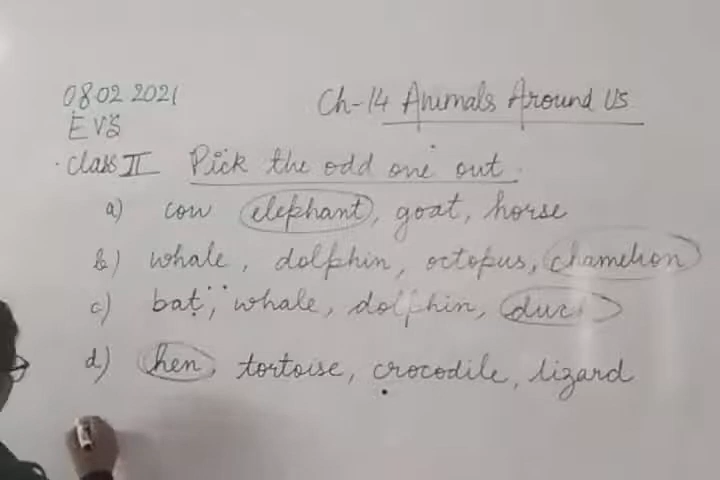 08.02.2021
Ch-14 Animals Around Us
EVS
Class II Pick the odd one out.
a) cow elephant, goat, horse
b) whale, dolphin, octopus, chamelion
c) bat, whale, dolphin, duck
d) hen, tortoise, crocodile, lizard